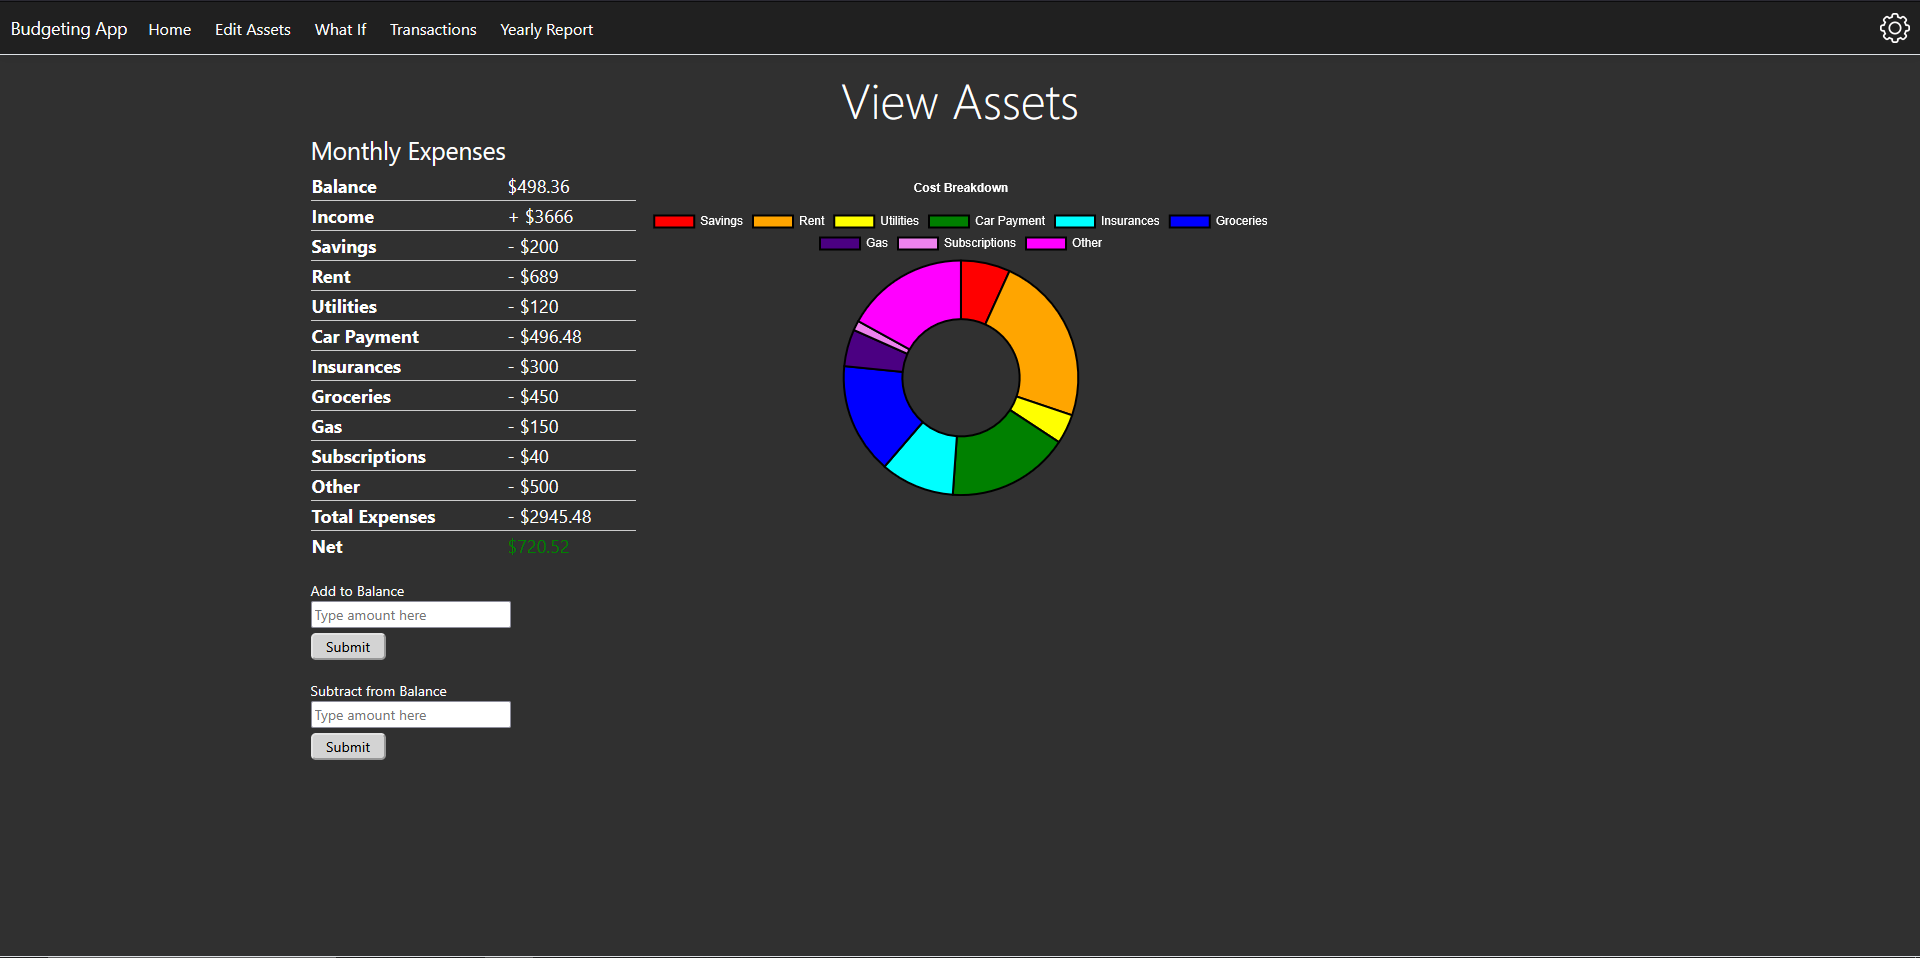 Budgeting App Home Edit Assets What If Transactions Yearly Report
View Assets
Monthly Expenses
Balance $498.36
Income + $3666
Savings - $200
Rent - $689
Utilities - $120
Car Payment - $496.48
Insurances - $300
Groceries - $450
Gas - $150
Subscriptions - $40
Other - $500
Total Expenses - $2945.48
Net $720.52
Add to Balance
Type amount here
Submit
Subtract from Balance
Type amount here
Submit
Cost Breakdown
Savings Rent Utilities Car Payment Insurances Groceries
Gas Subscriptions Other